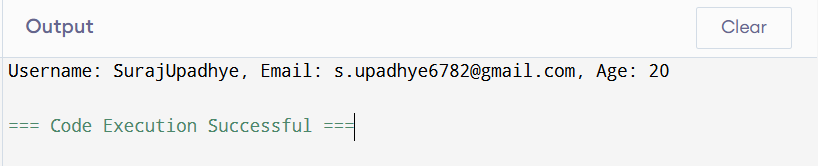 Output
Clear
Username: SurajUpadhye, Email: s.upadhye6782@gmail.com, Age: 20
=== Code Execution Successful ===